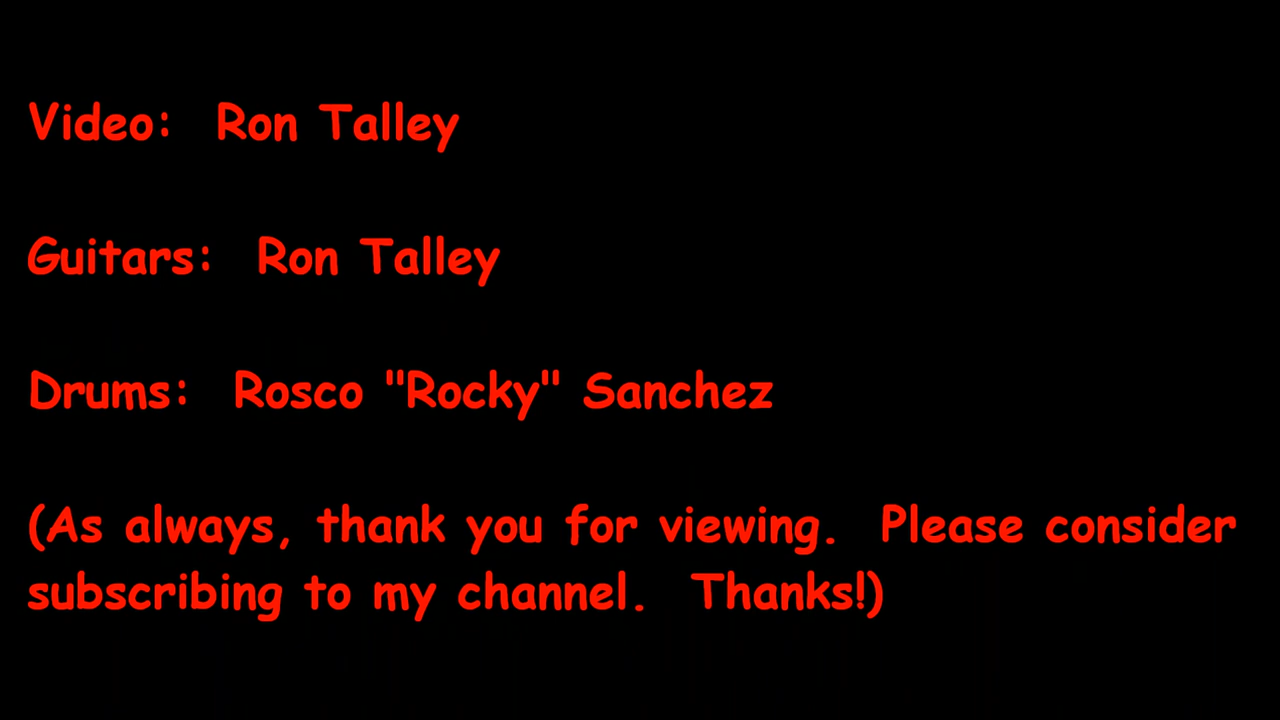 Video:  Ron Talley
Guitars:  Ron Talley
Drums:  Rosco "Rocky" Sanchez
(As always, thank you for viewing.  Please consider
subscribing to my channel.  Thanks!)